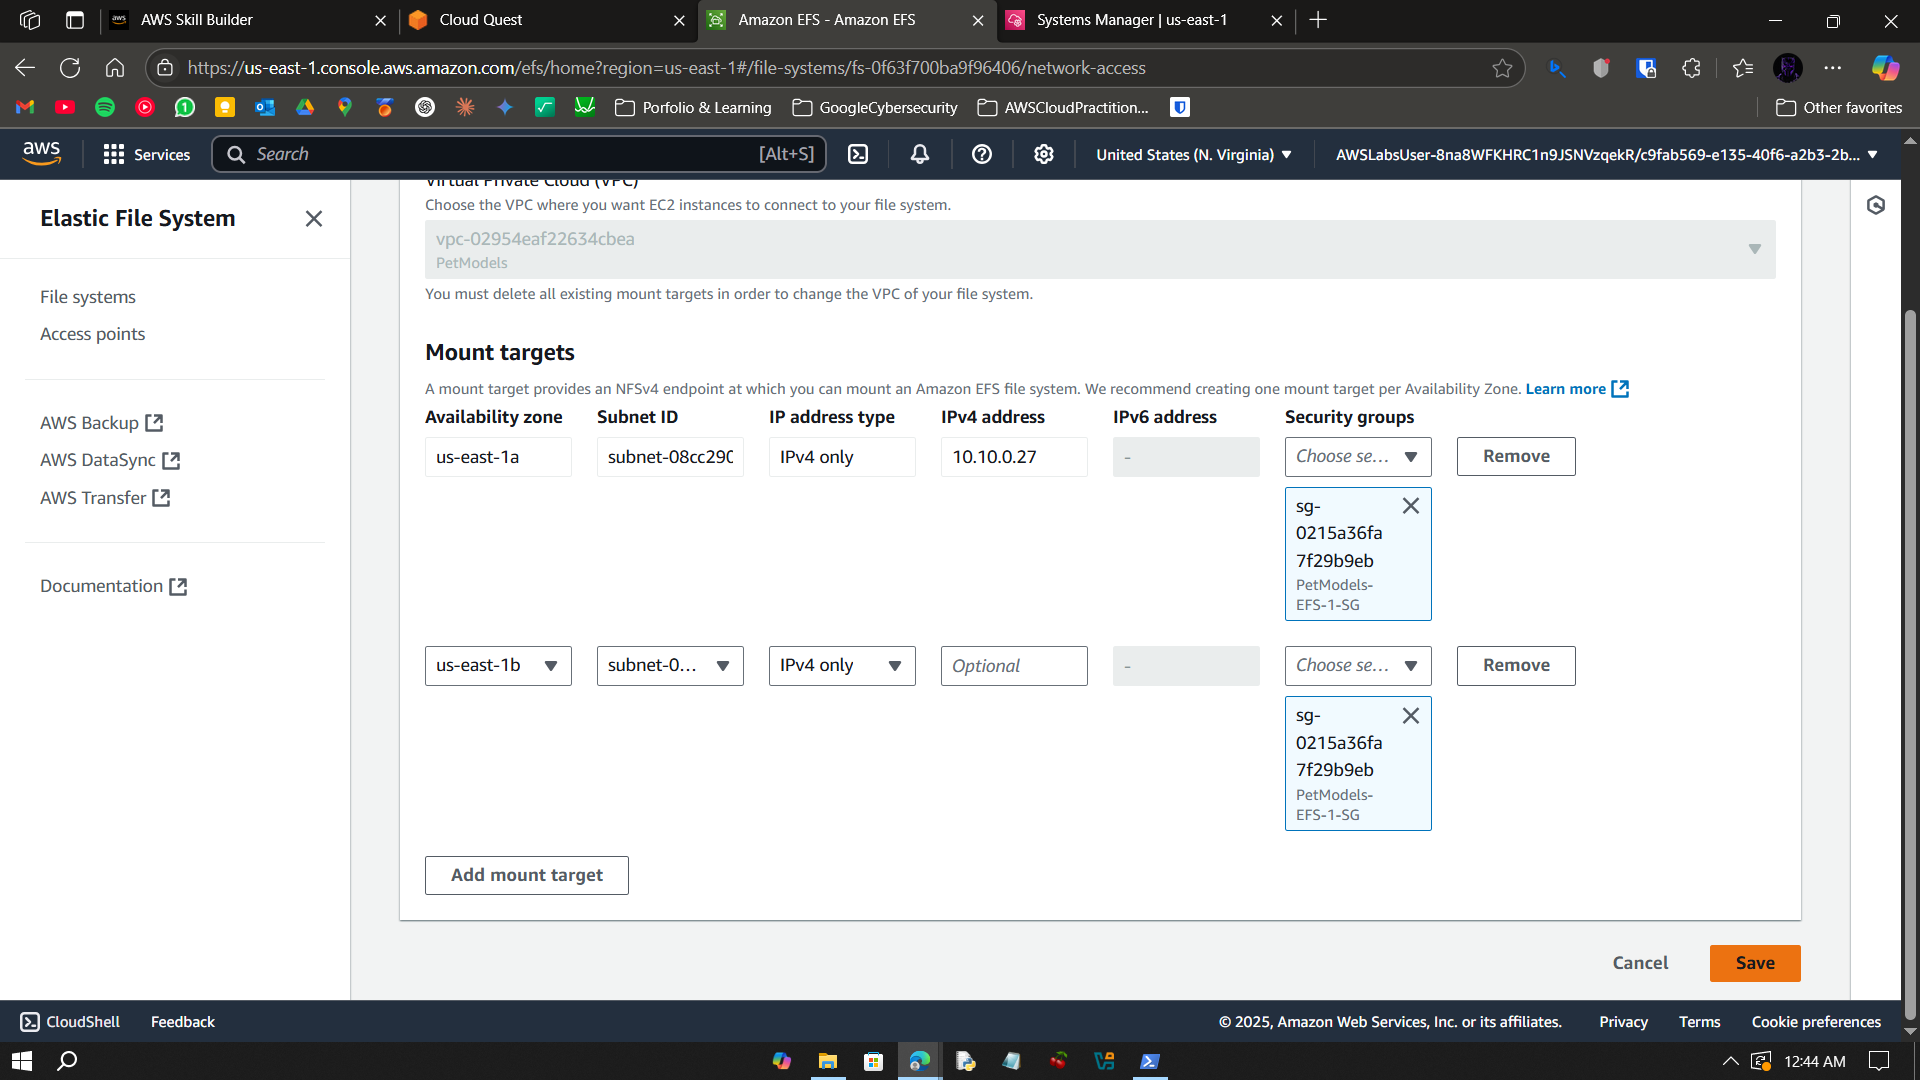 AWS Skill Builder
Cloud Quest
Amazon EFS - Amazon EFS
Systems Manager | us-east-1
https://us-east-1.console.aws.amazon.com/efs/home?region=us-east-1#/file-systems/fs-0f63f700ba9f96406/network-access
Porfolio & Learning
GoogleCybersecurity
AWSCloudPractition...
Other favorites
aws
Services
Search
[Alt+S]
United States (N. Virginia)
AWSLabsUser-8na8WFKHRC1n9JSNVzqekR/c9fab569-e135-40f6-a2b3-2b...
Elastic File System
File systems
Access points
AWS Backup
AWS DataSync
AWS Transfer
Documentation
Virtual Private Cloud (VPC)
Choose the VPC where you want EC2 instances to connect to your file system.
vpc-02954eaf22634cbea
PetModels
You must delete all existing mount targets in order to change the VPC of your file system.
Mount targets
A mount target provides an NFSv4 endpoint at which you can mount an Amazon EFS file system. We recommend creating one mount target per Availability Zone. Learn more
Availability zone Subnet ID IP address type IPv4 address IPv6 address Security groups
us-east-1a subnet-08cc290 IPv4 only 10.10.0.27 - Choose se... Remove
sg-
0215a36fa
7f29b9eb
PetModels-
EFS-1-SG
us-east-1b subnet-0... IPv4 only Optional - Choose se... Remove
sg-
0215a36fa
7f29b9eb
PetModels-
EFS-1-SG
Add mount target
Cancel
Save
CloudShell
Feedback
© 2025, Amazon Web Services, Inc. or its affiliates.
Privacy
Terms
Cookie preferences
12:44 AM